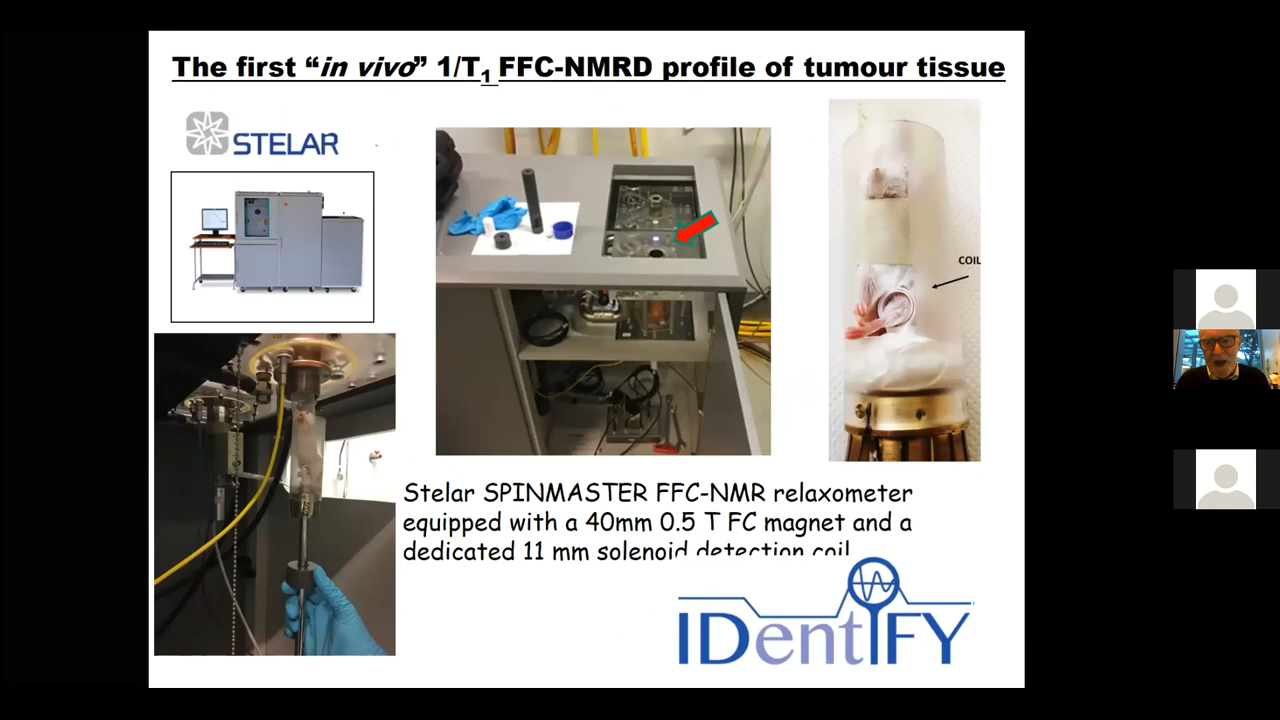 The first “in vivo” 1/T1 FFC-NMRD profile of tumour tissue
STELAR
COIL
Stelar SPINMASTER FFC-NMR relaxometer
equipped with a 40mm 0.5 T FC magnet and a
dedicated 11 mm solenoid detection coil
IDentIFY